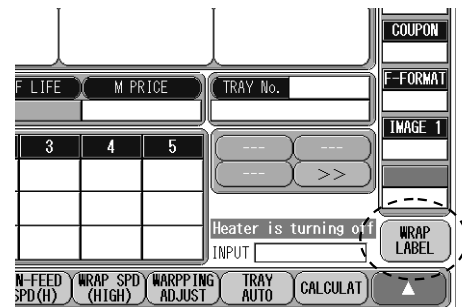 COUPON
F LIFE
M PRICE
TRAY No.
F-FORMAT
IMAGE 1
3
4
5
---
---
---
>>
Heater is turning off
INPUT
WRAP
LABEL
N-FEED
SPD(H)
WRAP SPD
(HIGH)
WARPPING
ADJUST
TRAY
AUTO
CALCULAT